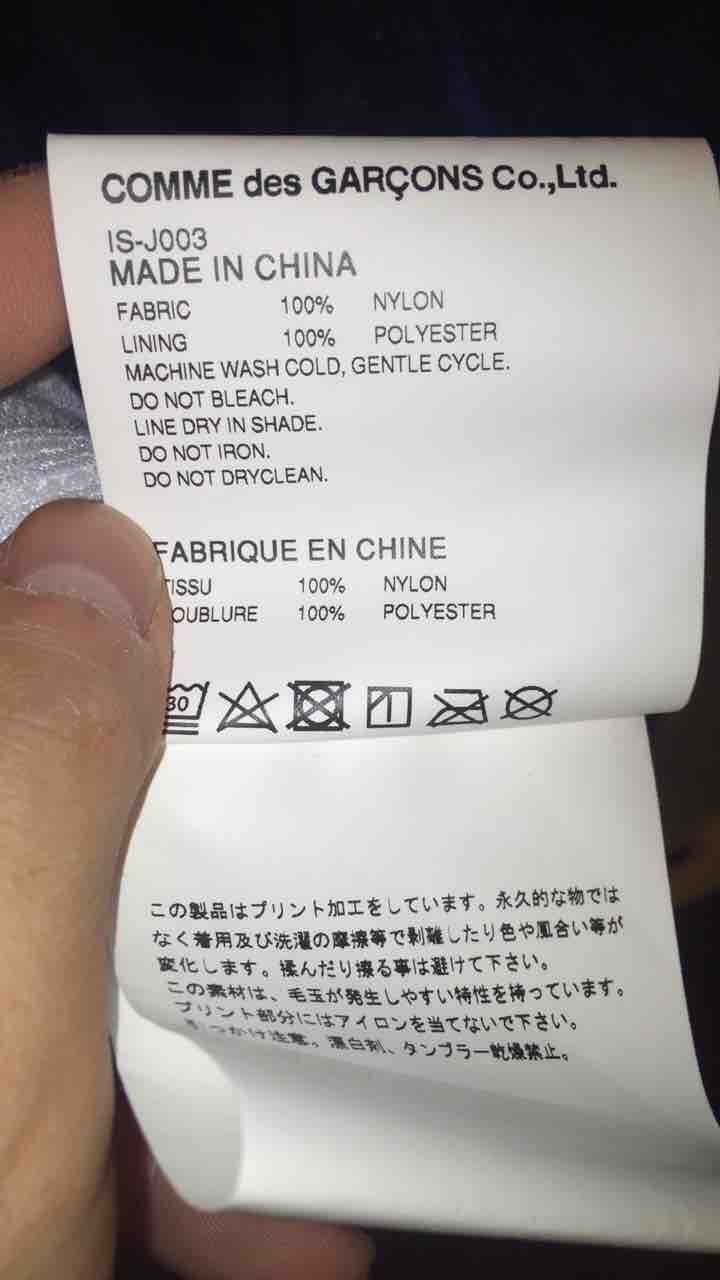 COMME des GARÇONS Co.,Ltd.
IS-J003
MADE IN CHINA
FABRIC 100% NYLON
LINING 100% POLYESTER
MACHINE WASH COLD, GENTLE CYCLE.
DO NOT BLEACH.
LINE DRY IN SHADE.
DO NOT IRON.
DO NOT DRYCLEAN.
FABRIQUE EN CHINE
TISSU 100% NYLON
OUBLURE 100% POLYESTER
30
この製品はプリント加工をしています。永久的な物では
なく着用及び洗濯の摩擦等で剥離したり色や風合い等が
変化します。揉んだり擦る事は避けて下さい。
この素材は、毛玉が発生しやすい特性を持っています。
プリント部分にはアイロンを当てないで下さい。
っかけ注意。漂白剤、タンブラー乾燥禁止。